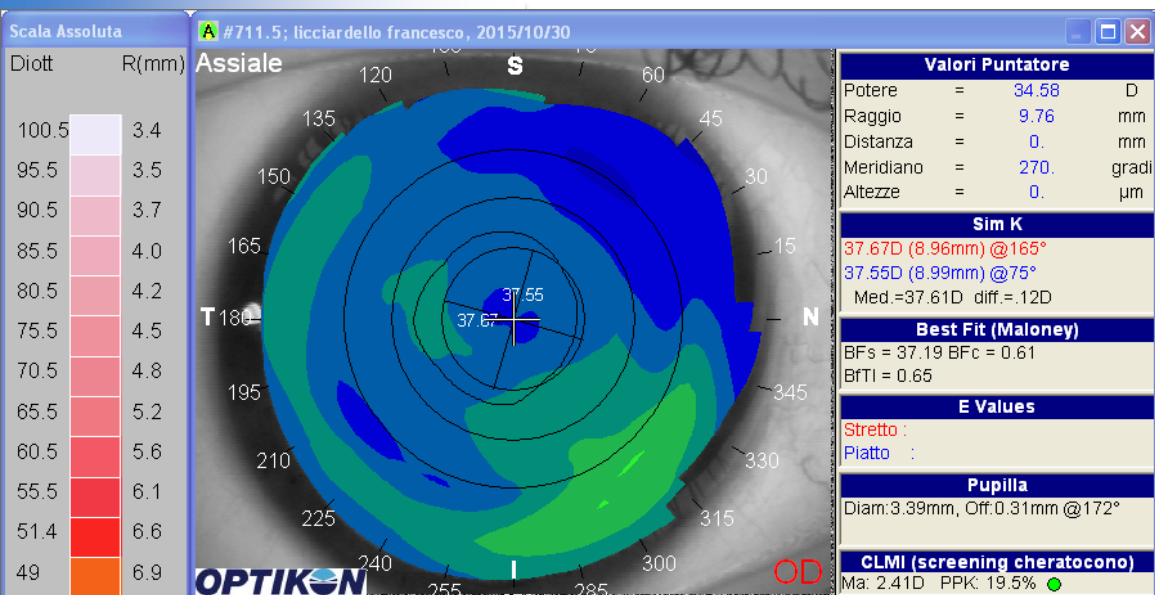 Scala Assoluta
Diott R(mm)
100.5 3.4
95.5 3.5
90.5 3.7
85.5 4.0
80.5 4.2
75.5 4.5
70.5 4.8
65.5 5.2
60.5 5.6
55.5 6.1
51.4 6.6
49 6.9
A #711.5; licciardello francesco, 2015/10/30
Assiale
S
120
60
135
45
150
30
165
15
T 180
N
37.55
37.67
195
345
210
330
225
315
240
300
255
I
285
OPTIKON
OD
Valori Puntatore
Potere = 34.58 D
Raggio = 9.76 mm
Distanza = 0. mm
Meridiano = 270. gradi
Altezze = 0. µm
Sim K
37.67D (8.96mm) @165°
37.55D (8.99mm) @75°
Med.=37.61D diff.=.12D
Best Fit (Maloney)
BFs = 37.19 BFc = 0.61
BfTI = 0.65
E Values
Stretto :
Piatto :
Pupilla
Diam:3.39mm, Off:0.31mm @172°
CLMI (screening cheratocono)
Ma: 2.41D PPK: 19.5%